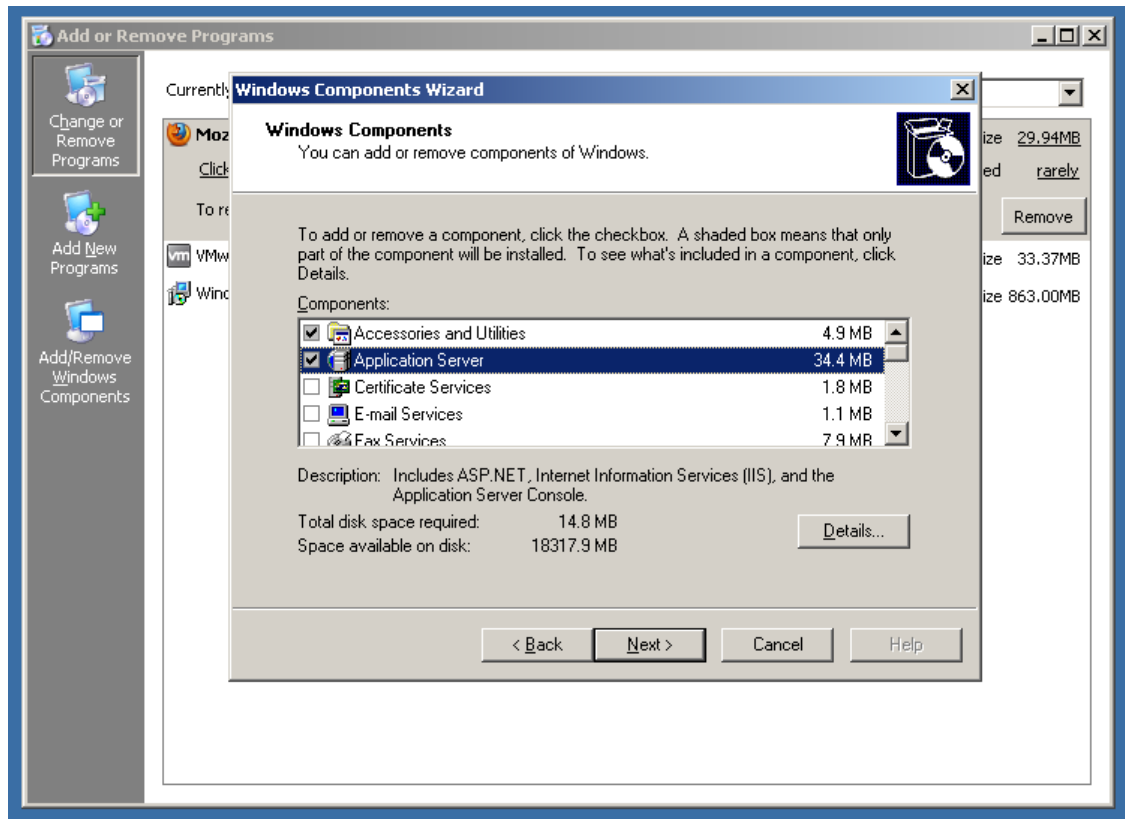 Add or Remove Programs
Change or
Remove
Programs
Add New
Programs
Add/Remove
Windows
Components
Currently
Moz
Click
To re
VMw
Wind
ize 29.94MB
ed rarely
Remove
ize 33.37MB
ize 863.00MB
Windows Components Wizard
Windows Components
You can add or remove components of Windows.
To add or remove a component, click the checkbox. A shaded box means that only
part of the component will be installed. To see what's included in a component, click
Details.
Components:
Accessories and Utilities 4.9 MB
Application Server 34.4 MB
Certificate Services 1.8 MB
E-mail Services 1.1 MB
Fax Services 7.9 MB
Description: Includes ASP.NET, Internet Information Services (IIS), and the
Application Server Console.
Total disk space required: 14.8 MB
Space available on disk: 18317.9 MB
Details...
< Back Next > Cancel Help